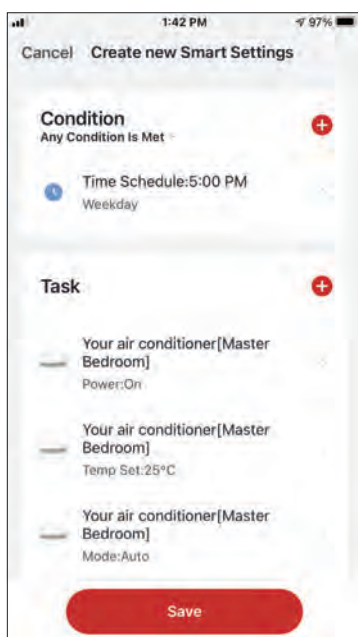 1:42 PM 97%
Cancel Create new Smart Settings
Condition
Any Condition Is Met
Time Schedule:5:00 PM
Weekday
Task
Your air conditioner[Master
Bedroom]
Power:On
Your air conditioner[Master
Bedroom]
Temp Set:25°C
Your air conditioner[Master
Bedroom]
Mode:Auto
Save